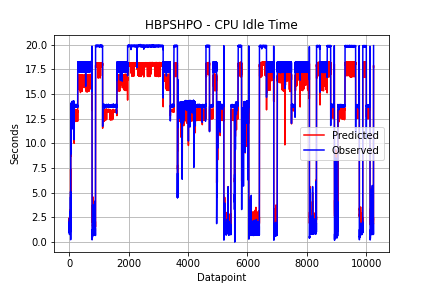 HBPSHPO - CPU Idle Time
20.0
17.5
15.0
12.5
10.0
7.5
5.0
2.5
0.0
Seconds
Predicted
Observed
0 2000 4000 6000 8000 10000
Datapoint